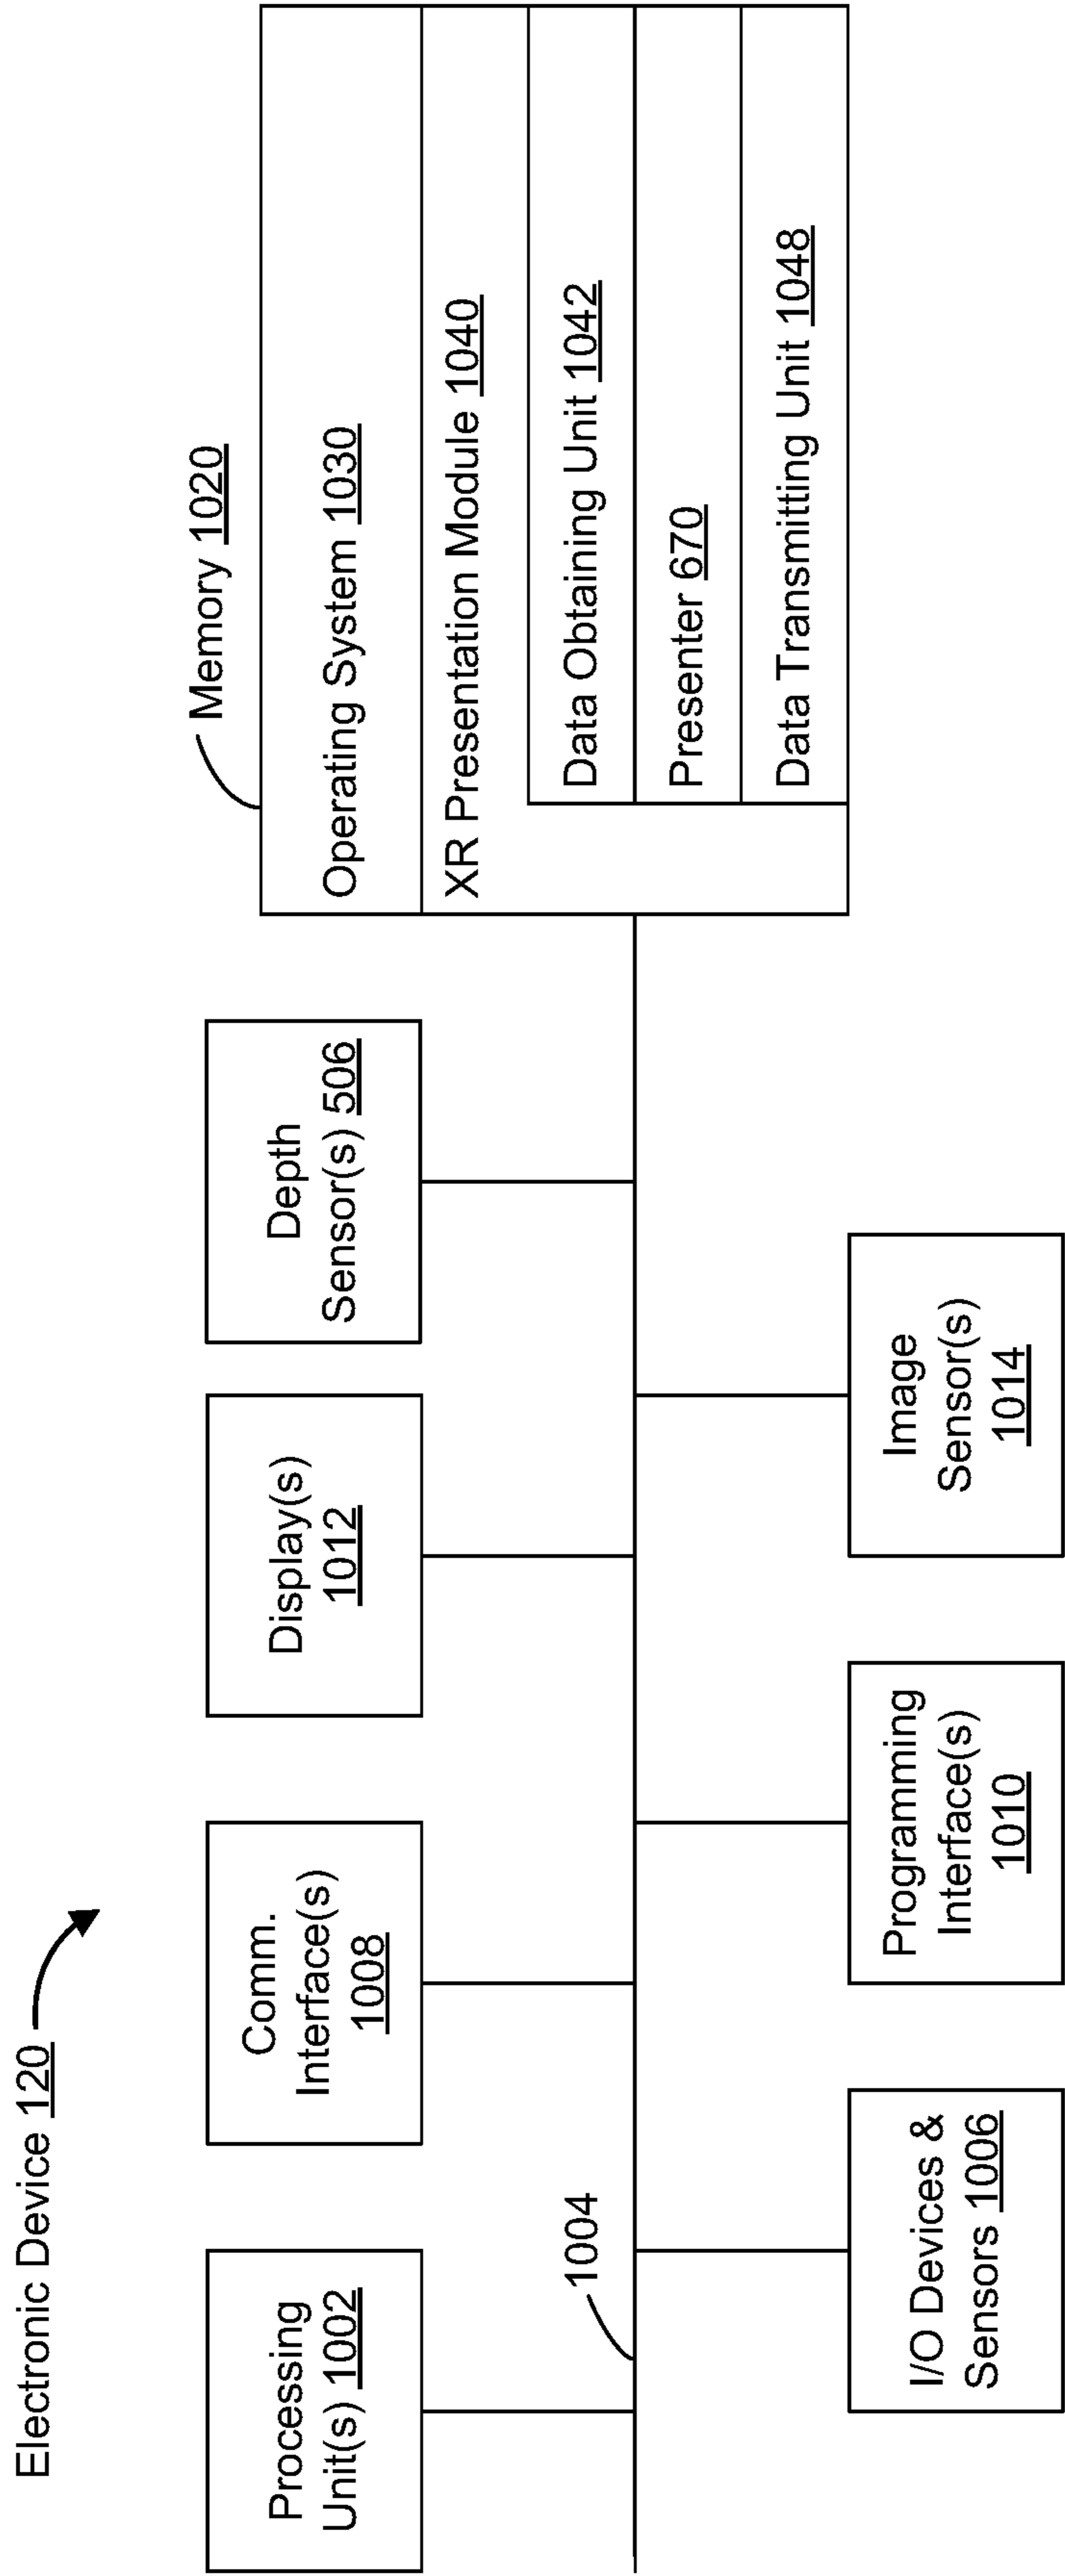 Electronic Device 120
Processing
Unit(s) 1002
Comm.
Interface(s)
1008
Display(s)
1012
Depth
Sensor(s) 506
Memory 1020
Operating System 1030
XR Presentation Module 1040
Data Obtaining Unit 1042
Presenter 670
Data Transmitting Unit 1048
1004
I/O Devices &
Sensors 1006
Programming
Interface(s)
1010
Image
Sensor(s)
1014